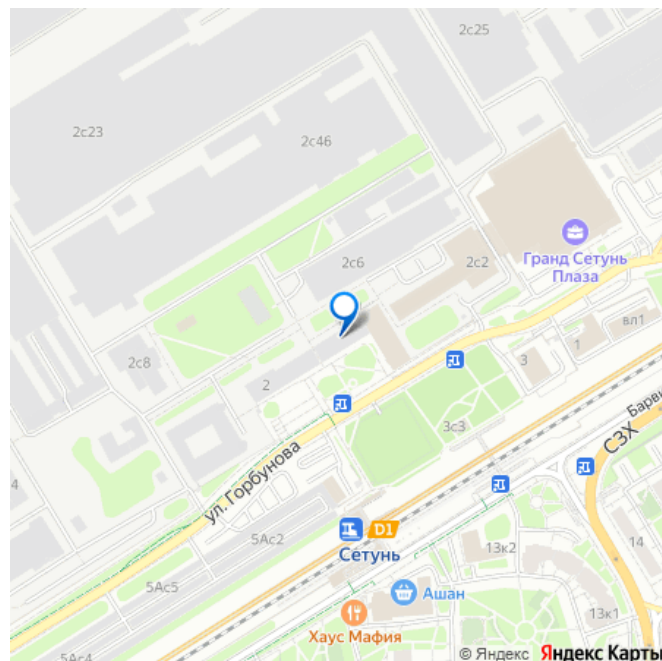 2с25
2с23
2с46
Гранд Сетунь
Плаза
2с6
2с2
вл1
1
3
2с8
2
Барви
3с3
СЗХ
4
ул. Горбунова
D1
Сетунь
5Ас2
14
13к2
5Ас5
Ашан
13к1
Хаус Мафия
5Ас4
© Яндекс Яндекс Карты